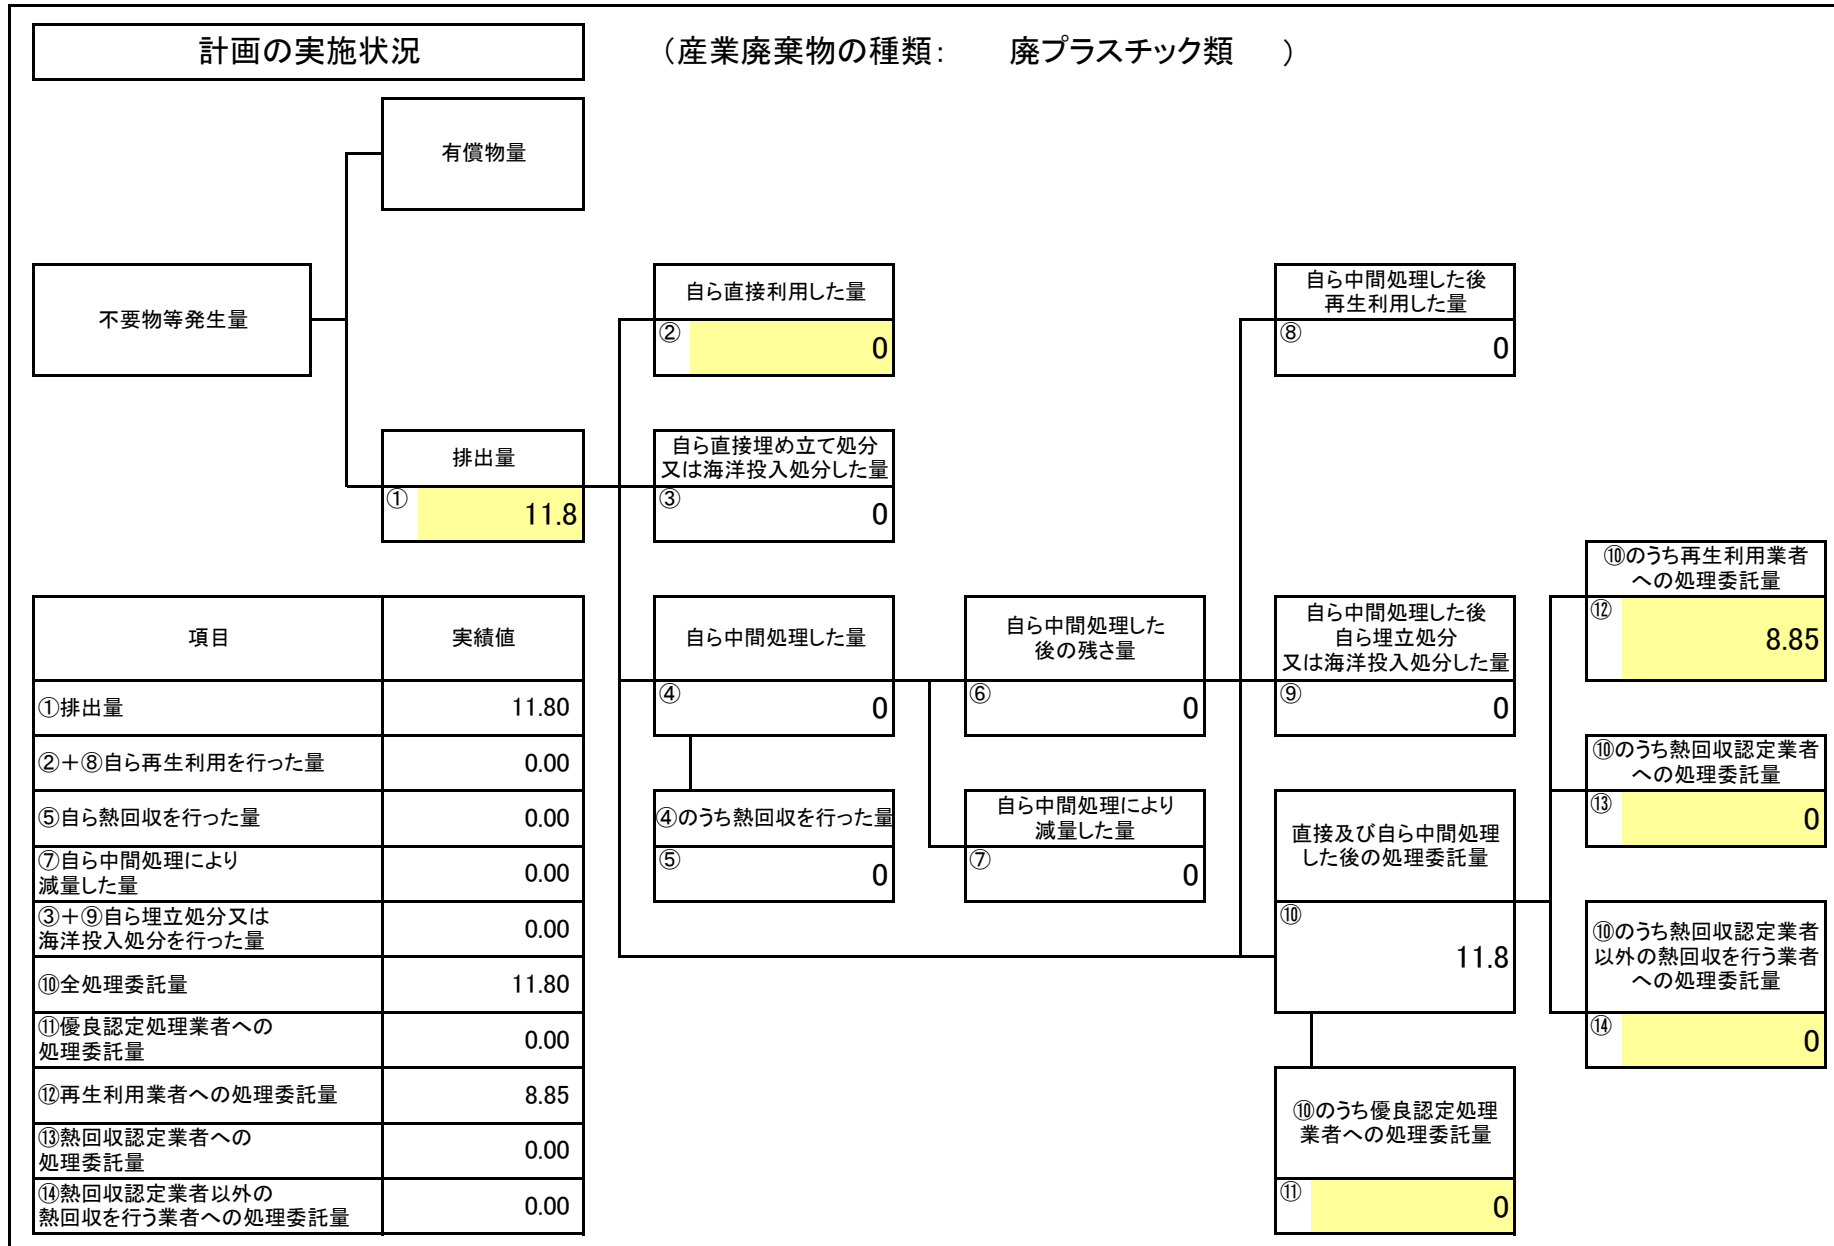 計画の実施状況
（産業廃棄物の種類： 廃プラスチック類 ）
有償物量
不要物等発生量
自ら直接利用した量
②
0
自ら中間処理した後
再生利用した量
⑧
0
排出量
①
11.8
自ら直接埋め立て処分
又は海洋投入処分した量
③
0
⑩のうち再生利用業者
への処理委託量
⑫
8.85
自ら中間処理した量
④
0
自ら中間処理した
後の残さ量
⑥
0
自ら中間処理した後
自ら埋立処分
又は海洋投入処分した量
⑨
0
⑩のうち熱回収認定業者
への処理委託量
⑬
0
④のうち熱回収を行った量
⑤
0
自ら中間処理により
減量した量
⑦
0
直接及び自ら中間処理
した後の処理委託量
⑩
11.8
⑩のうち熱回収認定業者
以外の熱回収を行う業者
への処理委託量
⑭
0
⑩のうち優良認定処理
業者への処理委託量
⑪
0
項目 実績値
①排出量 11.80
②＋⑧自ら再生利用を行った量 0.00
⑤自ら熱回収を行った量 0.00
⑦自ら中間処理により
減量した量 0.00
③＋⑨自ら埋立処分又は
海洋投入処分を行った量 0.00
⑩全処理委託量 11.80
⑪優良認定処理業者への
処理委託量 0.00
⑫再生利用業者への処理委託量 8.85
⑬熱回収認定業者への
処理委託量 0.00
⑭熱回収認定業者以外の
熱回収を行う業者への処理委託量 0.00